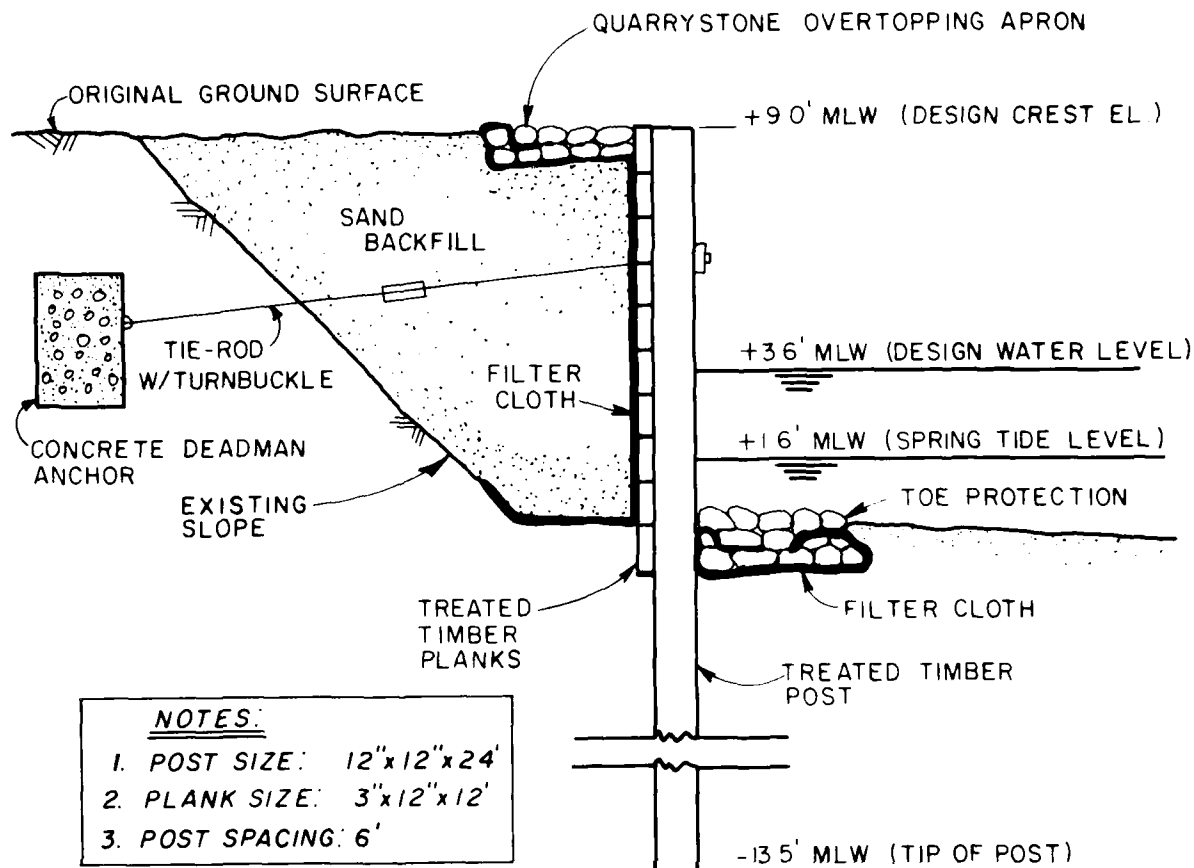 QUARRYSTONE OVERTOPPING APRON
ORIGINAL GROUND SURFACE
+9 0' MLW (DESIGN CREST EL.)
SAND
BACKFILL
TIE-ROD
W/TURNBUCKLE
FILTER
CLOTH
+3 6' MLW (DESIGN WATER LEVEL)
CONCRETE DEADMAN
ANCHOR
+1 6' MLW (SPRING TIDE LEVEL)
EXISTING
SLOPE
TOE PROTECTION
TREATED
TIMBER
PLANKS
FILTER CLOTH
TREATED TIMBER
POST
NOTES:
1. POST SIZE: 12"x12"x24'
2. PLANK SIZE: 3"x12"x12'
3. POST SPACING: 6'
-13 5' MLW (TIP OF POST)